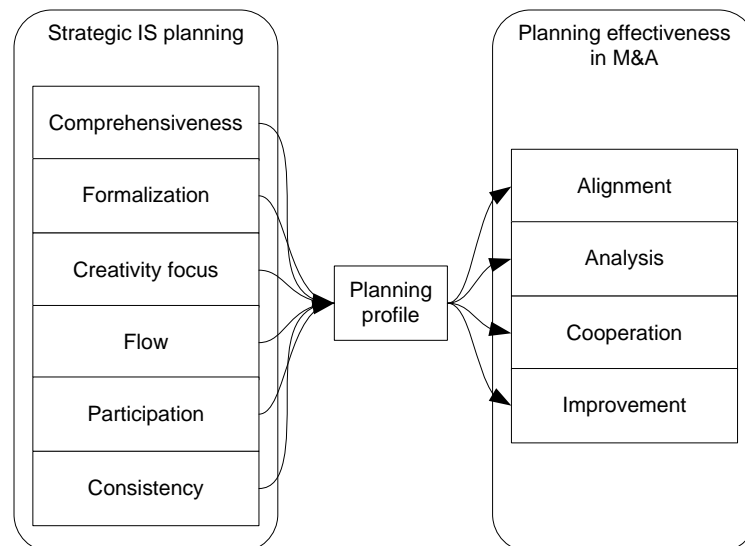 Strategic IS planning
Comprehensiveness
Formalization
Creativity focus
Flow
Participation
Consistency
Planning
profile
Planning effectiveness
in M&A
Alignment
Analysis
Cooperation
Improvement